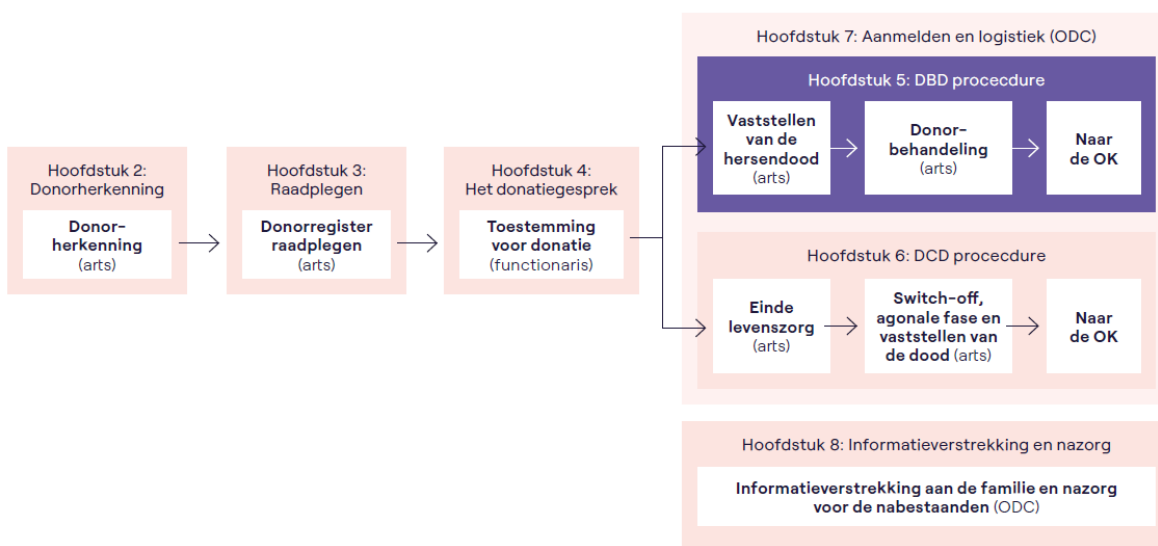 Hoofdstuk 2:
Donorherkenning
Donor-
herkenning
(arts)
Hoofdstuk 3:
Raadplegen
Donorregister
raadplegen
(arts)
Hoofdstuk 4:
Het donatiegesprek
Toestemming
voor donatie
(functionaris)
Hoofdstuk 7: Aanmelden en logistiek (ODC)
Hoofdstuk 5: DBD procecdure
Vaststellen
van de
hersendood
(arts)
Donor-
behandeling
(arts)
Naar
de OK
Hoofdstuk 6: DCD procecdure
Einde
levenszorg
(arts)
Switch-off,
agonale fase en
vaststellen van
de dood (arts)
Naar
de OK
Hoofdstuk 8: Informatieverstrekking en nazorg
Informatieverstrekking aan de familie en nazorg
voor de nabestaanden (ODC)